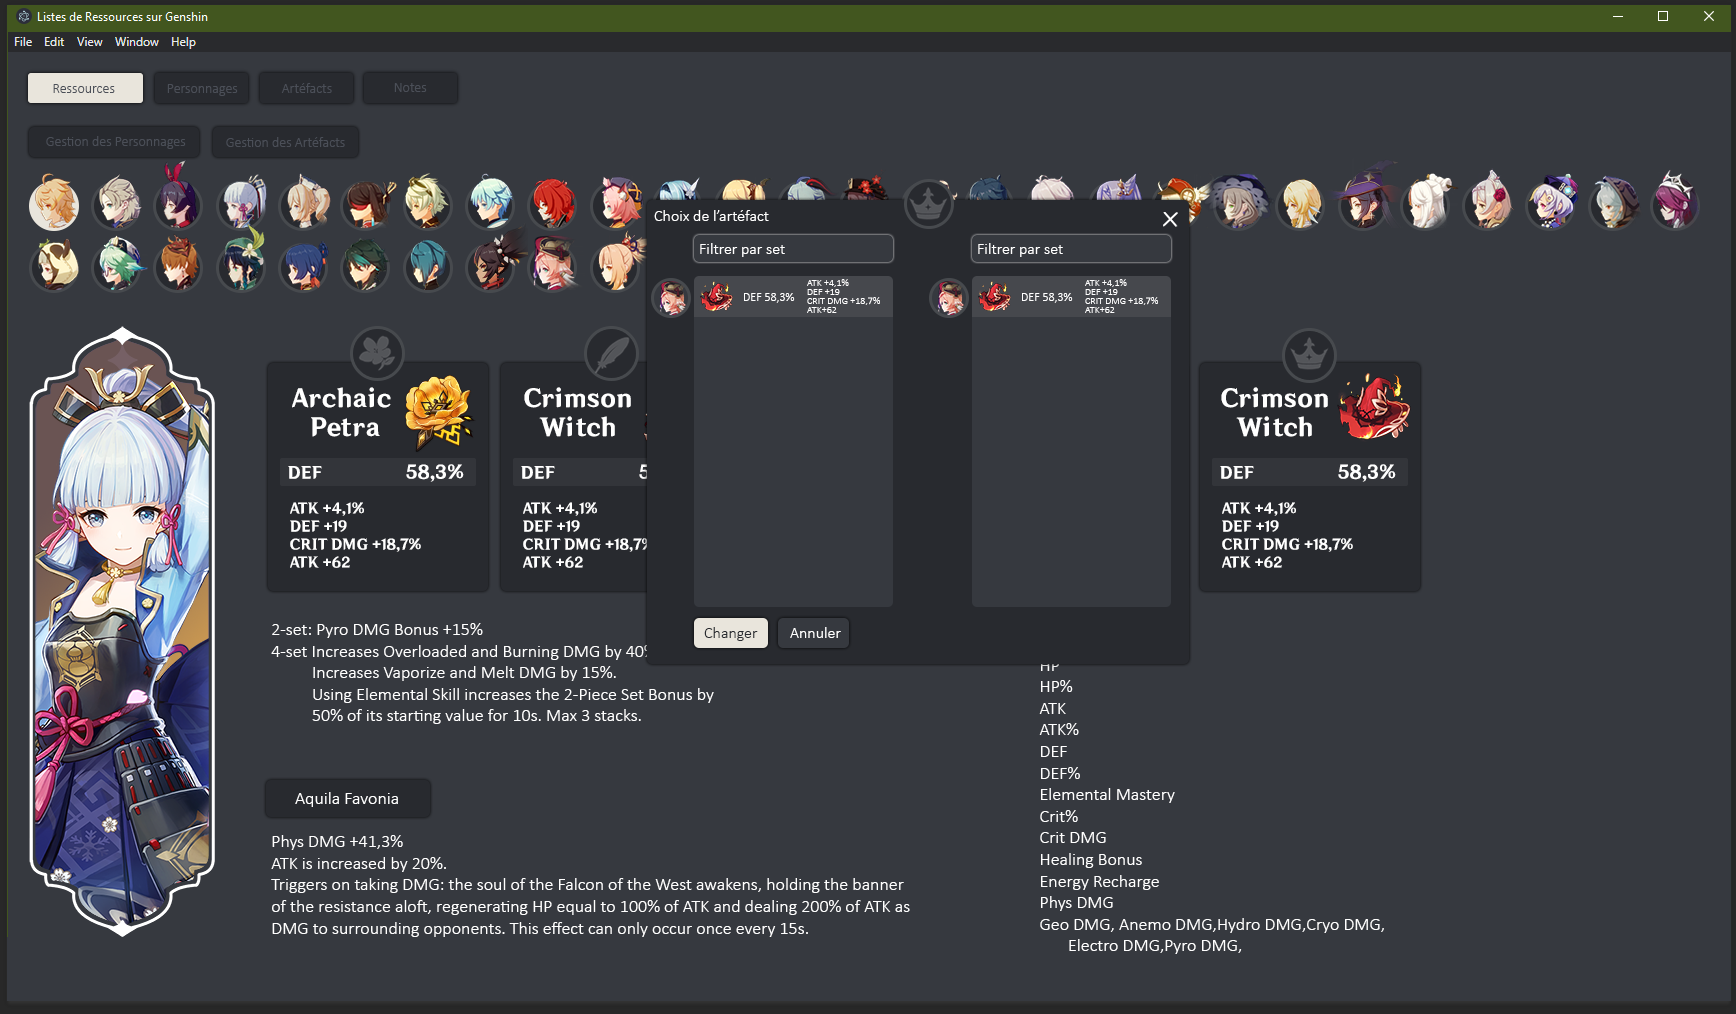 Listes de Ressources sur Genshin
File Edit View Window Help
Ressources Personnages Artéfacts Notes
Gestion des Personnages Gestion des Artéfacts
Choix de l'artéfact
Filtrer par set Filtrer par set
DEF 58,3%
ATK +4,1%
DEF +19
CRIT DMG +18,7%
ATK+62
DEF 58,3%
ATK +4,1%
DEF +19
CRIT DMG +18,7%
ATK+62
Changer Annuler
Archaic
Petra
DEF 58,3%
ATK +4,1%
DEF +19
CRIT DMG +18,7%
ATK +62
Crimson
Witch
DEF 5
ATK +4,1%
DEF +19
CRIT DMG +18,7%
ATK +62
Crimson
Witch
DEF 58,3%
ATK +4,1%
DEF +19
CRIT DMG +18,7%
ATK +62
2-set: Pyro DMG Bonus +15%
4-set Increases Overloaded and Burning DMG by 40%
Increases Vaporize and Melt DMG by 15%.
Using Elemental Skill increases the 2-Piece Set Bonus by
50% of its starting value for 10s. Max 3 stacks.
Aquila Favonia
Phys DMG +41,3%
ATK is increased by 20%.
Triggers on taking DMG: the soul of the Falcon of the West awakens, holding the banner
of the resistance aloft, regenerating HP equal to 100% of ATK and dealing 200% of ATK as
DMG to surrounding opponents. This effect can only occur once every 15s.
HP
HP%
ATK
ATK%
DEF
DEF%
Elemental Mastery
Crit%
Crit DMG
Healing Bonus
Energy Recharge
Phys DMG
Geo DMG, Anemo DMG,Hydro DMG,Cryo DMG,
Electro DMG,Pyro DMG,